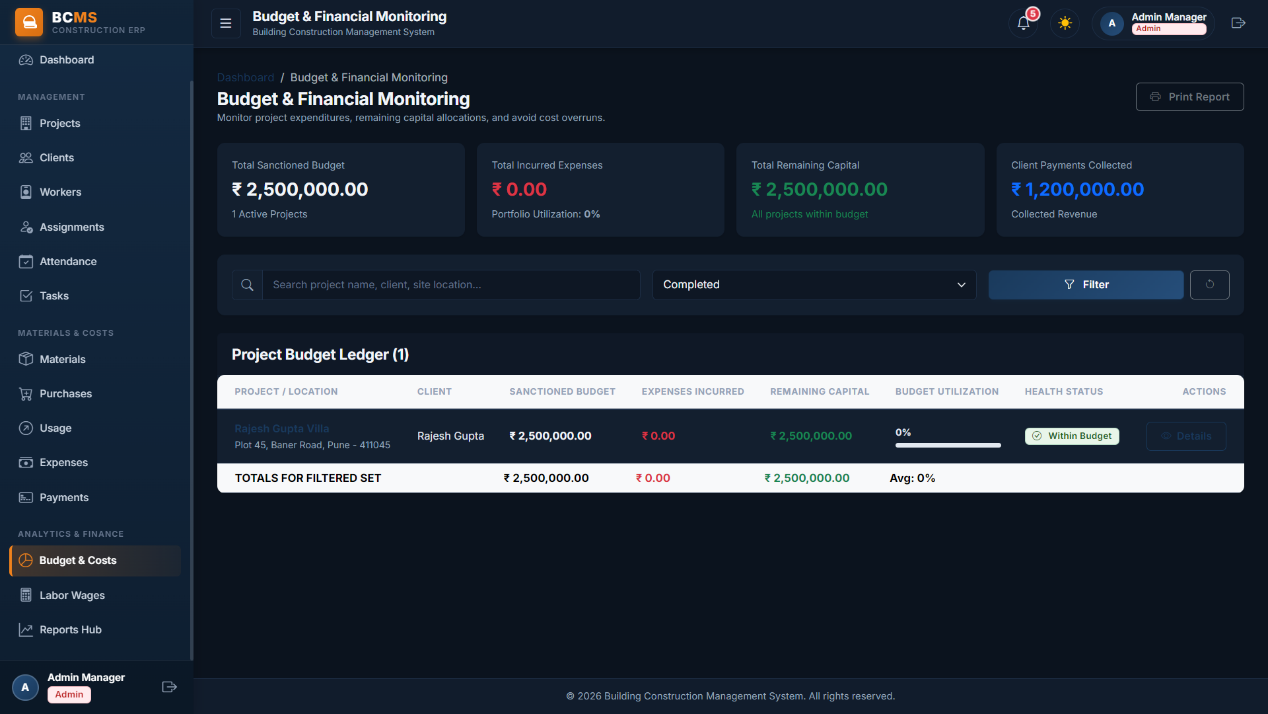 BCMS
CONSTRUCTION ERP
Dashboard
MANAGEMENT
Projects
Clients
Workers
Assignments
Attendance
Tasks
MATERIALS & COSTS
Materials
Purchases
Usage
Expenses
Payments
ANALYTICS & FINANCE
Budget & Costs
Labor Wages
Reports Hub
A
Admin Manager
Admin
Budget & Financial Monitoring
Building Construction Management System
5
A
Admin Manager
Admin
Dashboard / Budget & Financial Monitoring
Budget & Financial Monitoring
Monitor project expenditures, remaining capital allocations, and avoid cost overruns.
Print Report
Total Sanctioned Budget
₹ 2,500,000.00
1 Active Projects
Total Incurred Expenses
₹ 0.00
Portfolio Utilization: 0%
Total Remaining Capital
₹ 2,500,000.00
All projects within budget
Client Payments Collected
₹ 1,200,000.00
Collected Revenue
Search project name, client, site location...
Completed
Filter
Project Budget Ledger (1)
PROJECT / LOCATION CLIENT SANCTIONED BUDGET EXPENSES INCURRED REMAINING CAPITAL BUDGET UTILIZATION HEALTH STATUS ACTIONS
Rajesh Gupta Villa
Plot 45, Baner Road, Pune - 411045
Rajesh Gupta
₹ 2,500,000.00
₹ 0.00
₹ 2,500,000.00
0%
Within Budget
Details
TOTALS FOR FILTERED SET ₹ 2,500,000.00 ₹ 0.00 ₹ 2,500,000.00 Avg: 0%
© 2026 Building Construction Management System. All rights reserved.